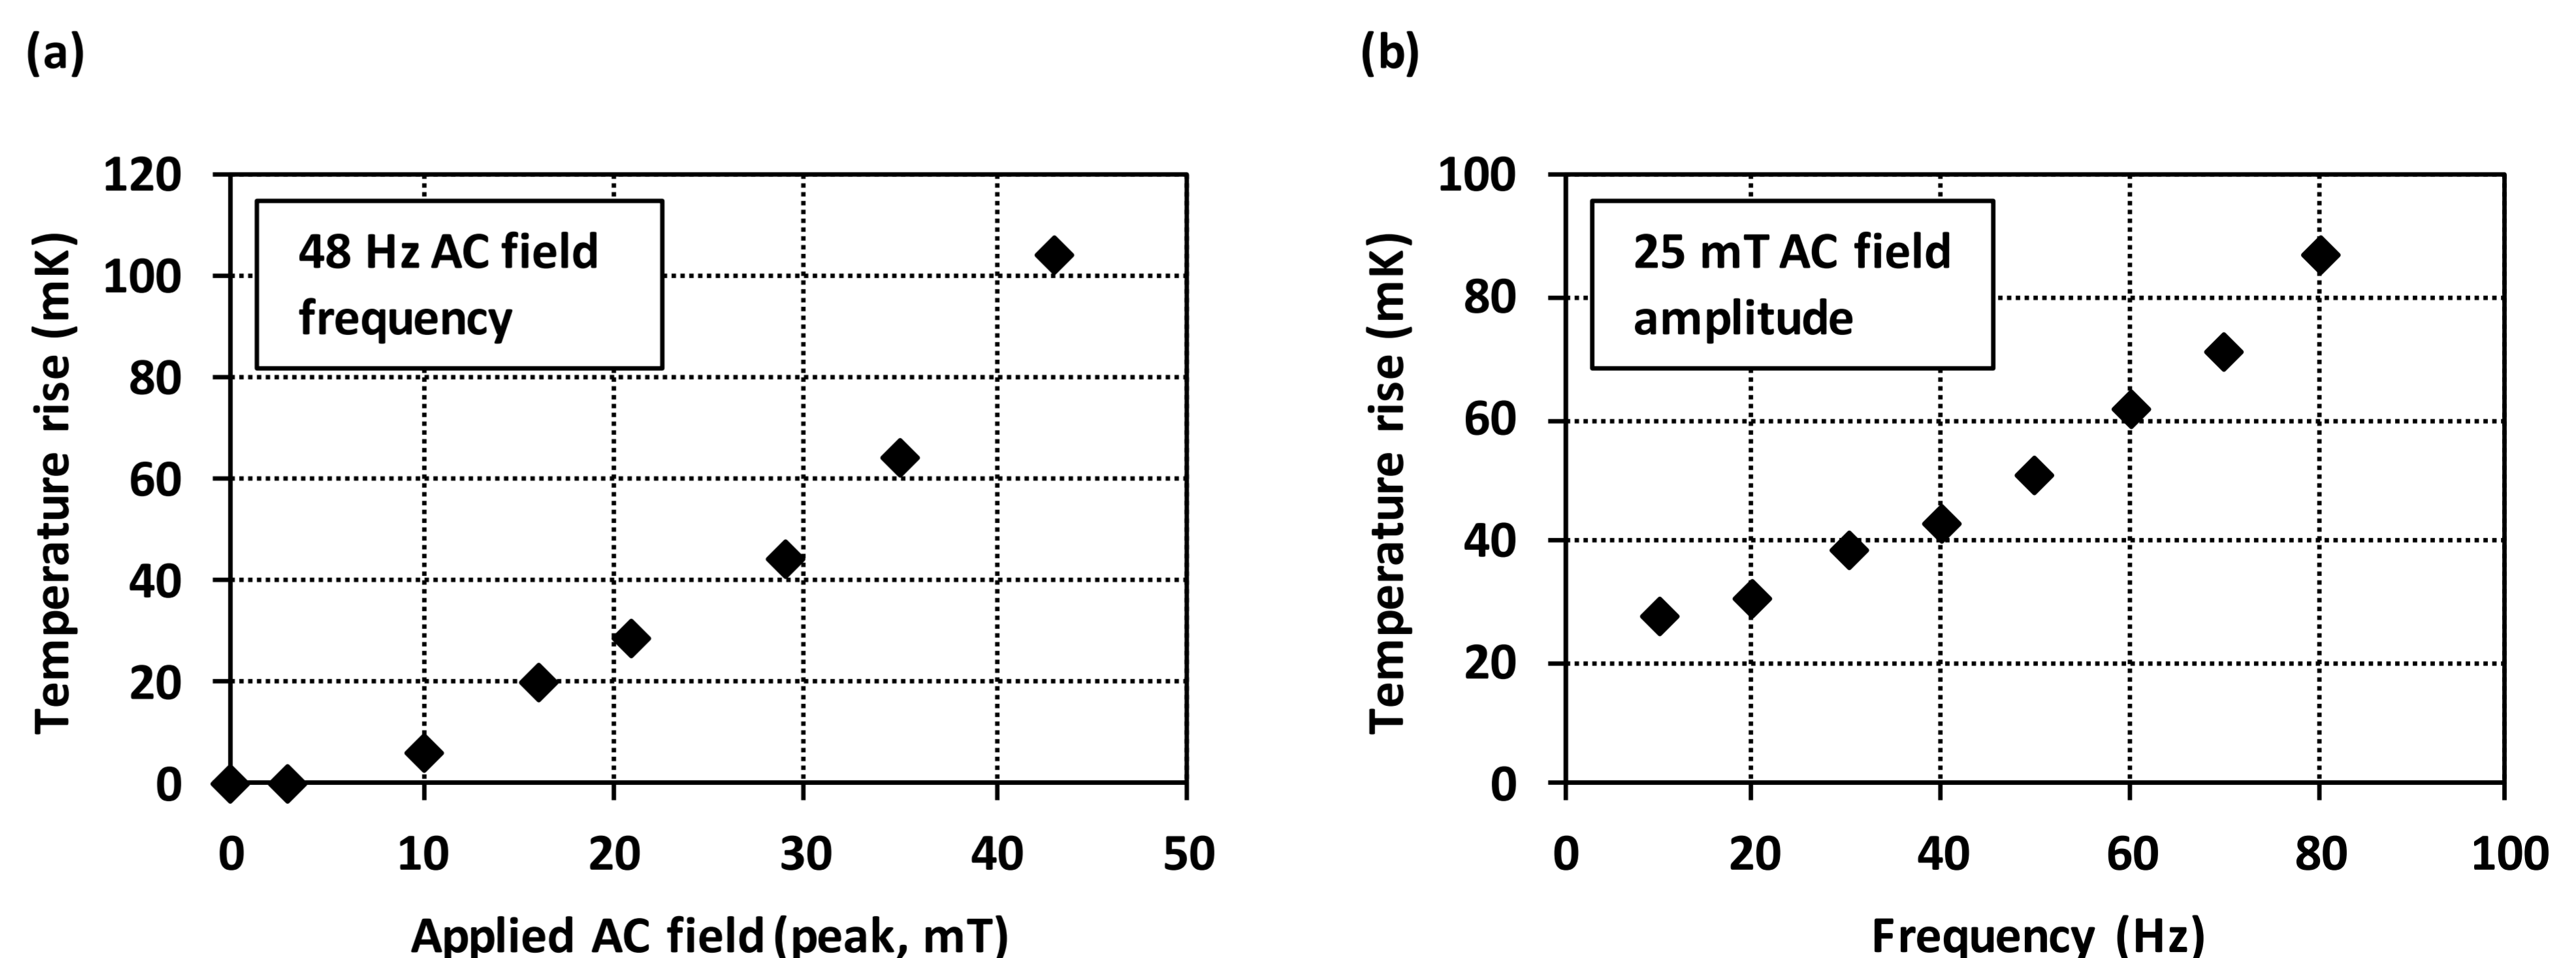 (a)
120
100
80
60
40
20
0
Temperature rise (mK)
48 Hz AC field
frequency
0 10 20 30 40 50
Applied AC field (peak, mT)
(b)
100
80
60
40
20
0
Temperature rise (mK)
25 mT AC field
amplitude
0 20 40 60 80 100
Frequency (Hz)